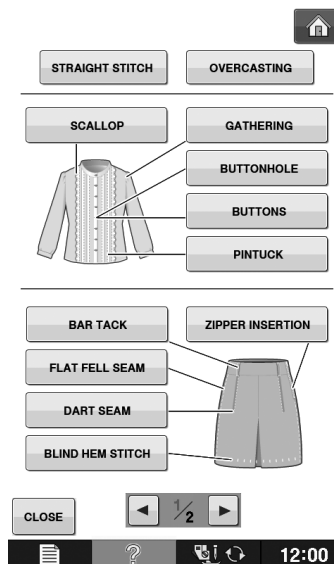 STRAIGHT STITCH OVERCASTING
SCALLOP GATHERING
BUTTONHOLE
BUTTONS
PINTUCK
BAR TACK ZIPPER INSERTION
FLAT FELL SEAM
DART SEAM
BLIND HEM STITCH
CLOSE 1/2
? 12:00